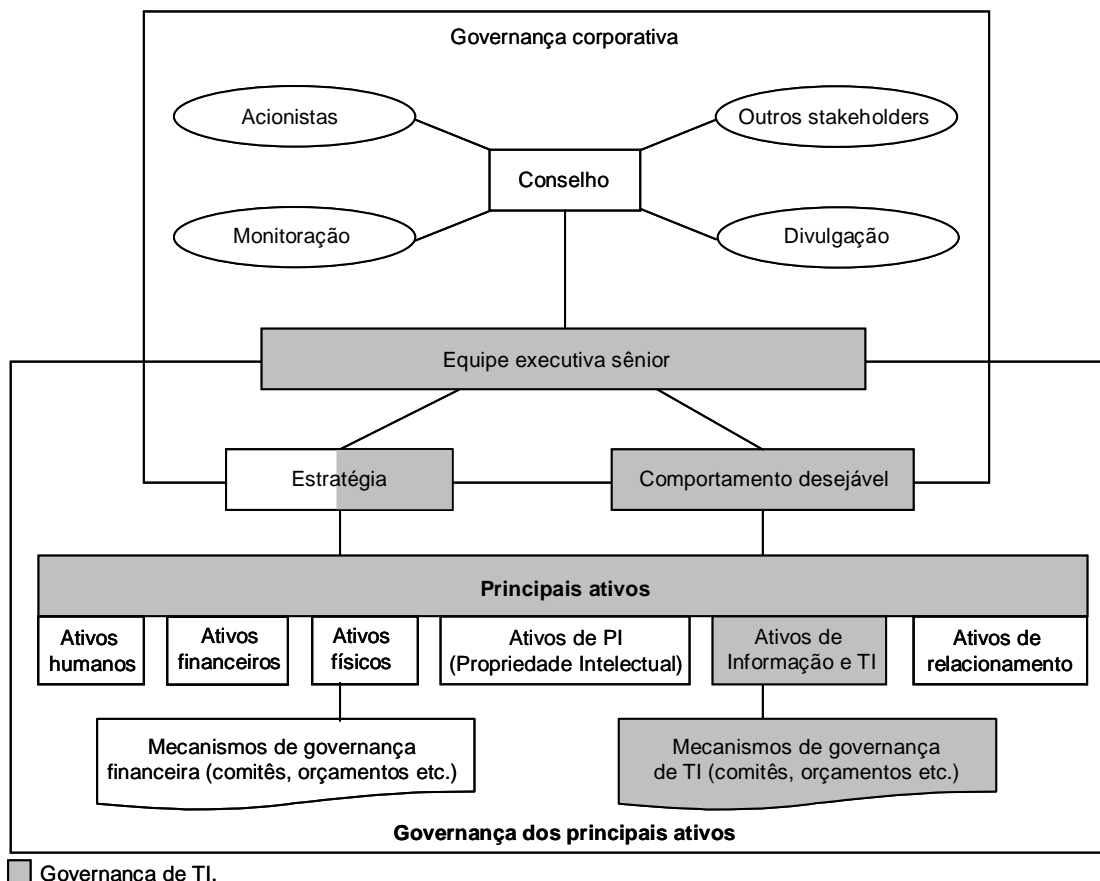 Governança corporativa
Acionistas
Outros stakeholders
Conselho
Monitoração
Divulgação
Equipe executiva sênior
Estratégia
Comportamento desejável
Principais ativos
Ativos
humanos
Ativos
financeiros
Ativos
físicos
Ativos de PI
(Propriedade Intelectual)
Ativos de
Informação e TI
Ativos de
relacionamento
Mecanismos de governança
financeira (comitês, orçamentos etc.)
Mecanismos de governança
de TI (comitês, orçamentos etc.)
Governança dos principais ativos
Governança de TI.